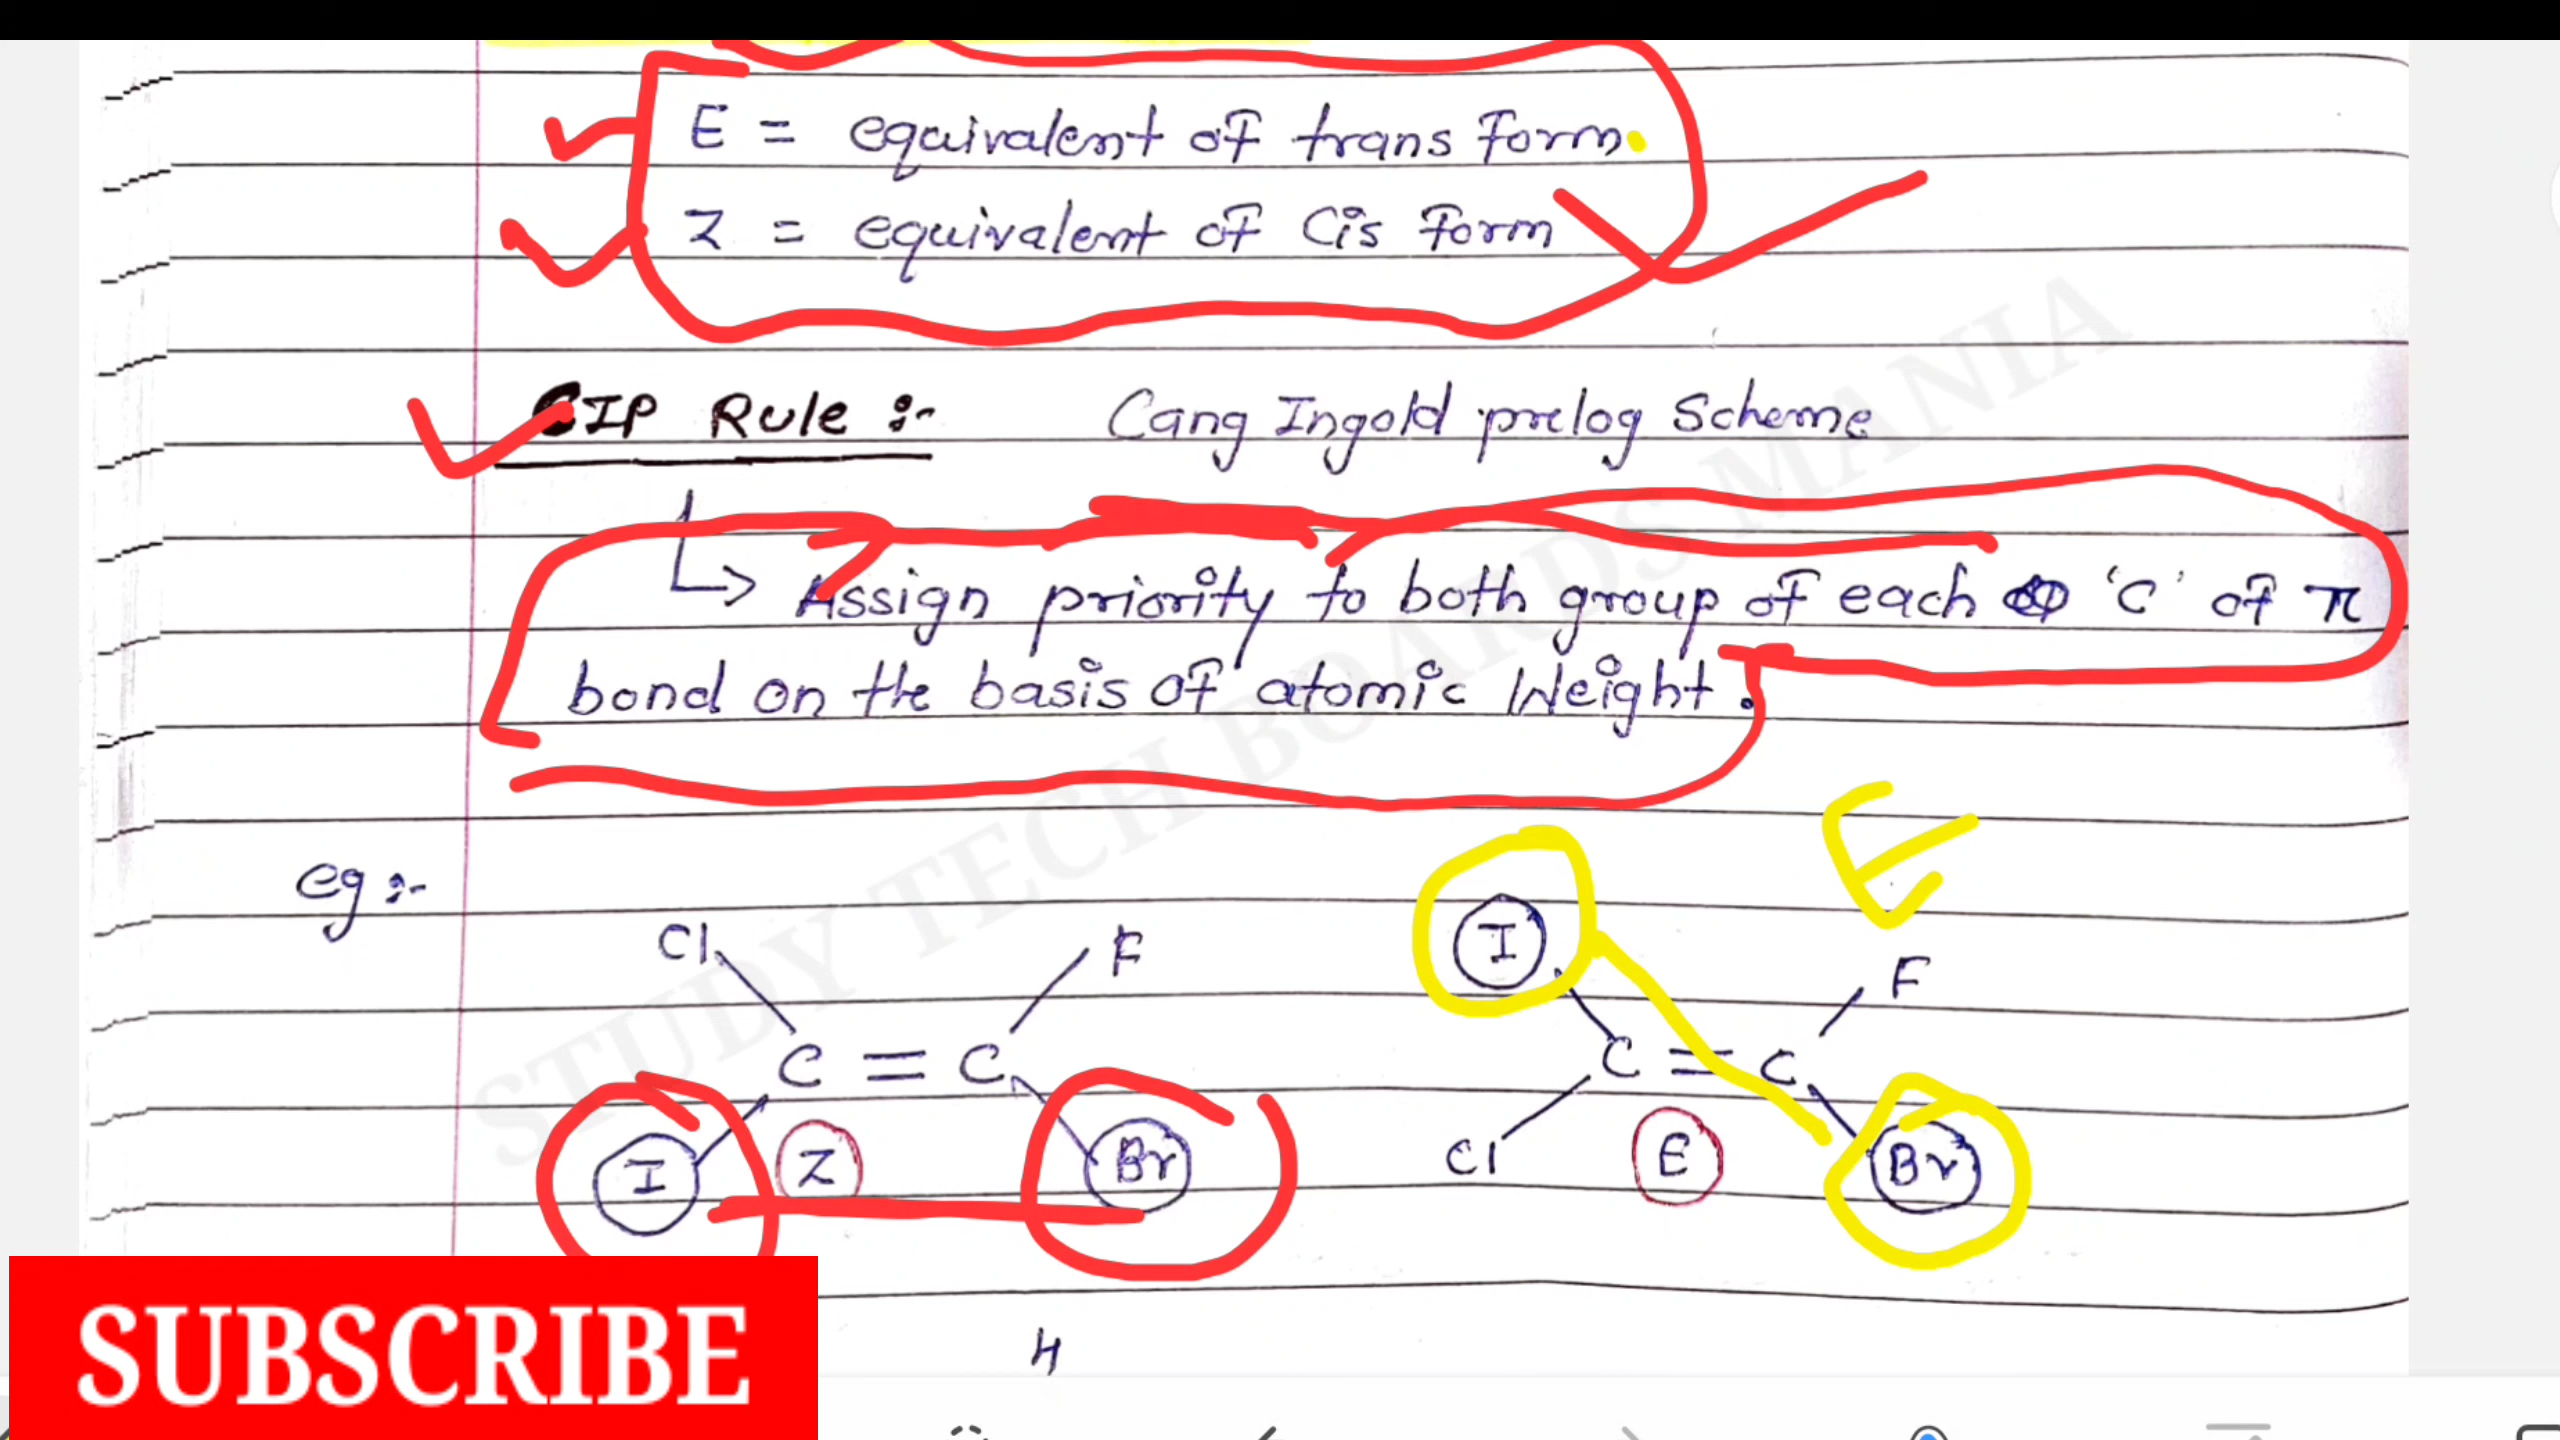 E = equivalent of trans form.
Z = equivalent of Cis form
CIP Rule :- Cang Ingold prelog Scheme
↳ Assign priority to both group of each 'C' of π
bond on the basis of atomic Weight.
E
eg :-
Cl F I F
C = C C = C
I Z Br Cl E Br
STUDY TECH BOARDS MANIA
SUBSCRIBE
H